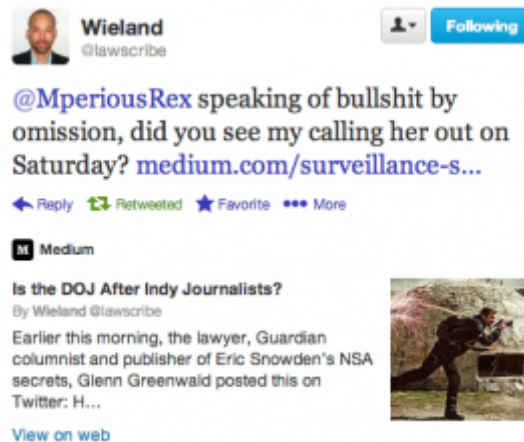 Wieland
@lawscribe
Following
@MperiousRex speaking of bullshit by
omission, did you see my calling her out on
Saturday? medium.com/surveillance-s...
Reply Retweeted Favorite ••• More
M Medium
Is the DOJ After Indy Journalists?
By Wieland @lawscribe
Earlier this morning, the lawyer, Guardian
columnist and publisher of Eric Snowden's NSA
secrets, Glenn Greenwald posted this on
Twitter: H...
View on web